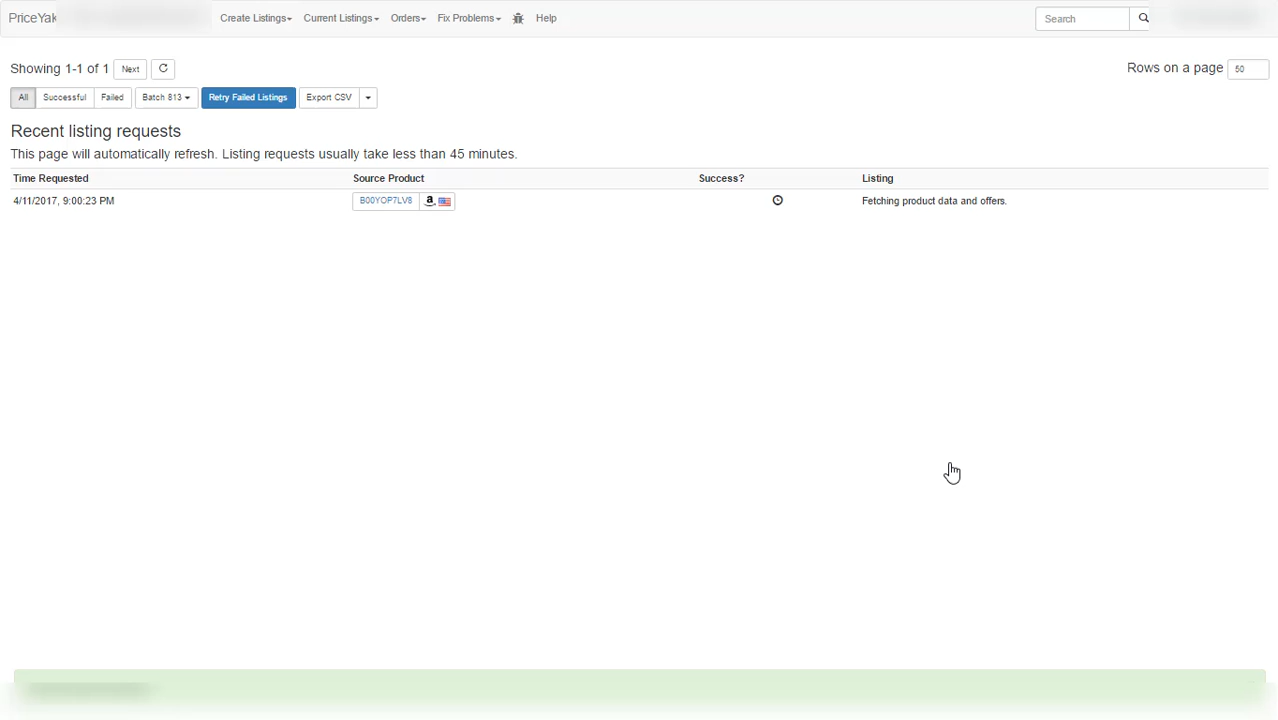 PriceYak Create Listings Current Listings Orders Fix Problems Help Search
Showing 1-1 of 1 Next Rows on a page 50
All Successful Failed Batch 813 Retry Failed Listings Export CSV
Recent listing requests
This page will automatically refresh. Listing requests usually take less than 45 minutes.
Time Requested Source Product Success? Listing
4/11/2017, 9:00:23 PM B00YOP7LV8 a Fetching product data and offers.